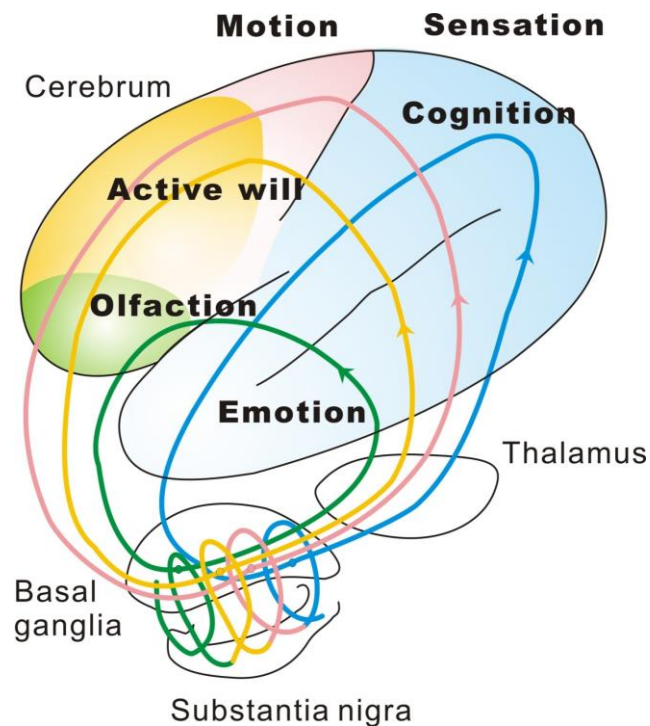 Motion
Sensation
Cerebrum
Cognition
Active will
Olfaction
Emotion
Thalamus
Basal
ganglia
Substantia nigra